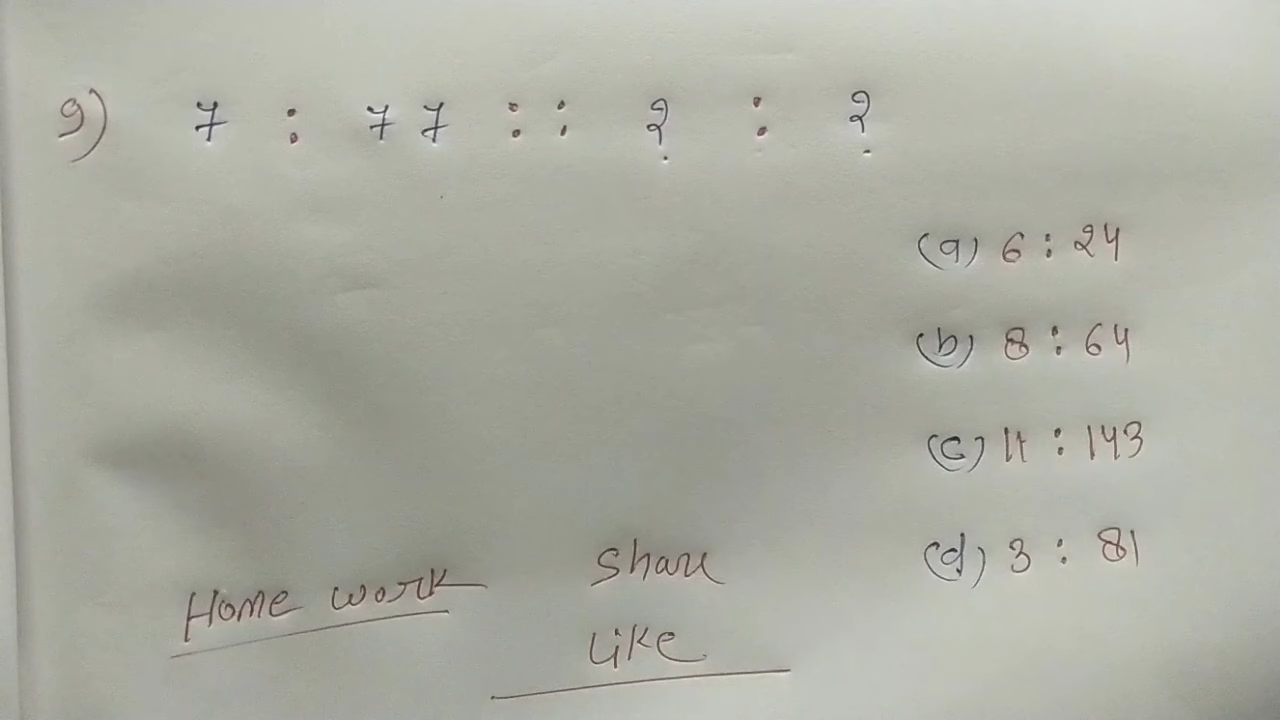 9) 7 : 77 :: ? : ?
(a) 6 : 24
(b) 8 : 64
(c) 11 : 143
(d) 3 : 81
Home work
Share
Like